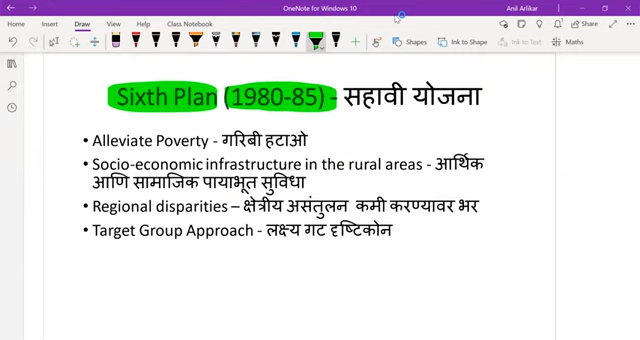 OneNote for Windows 10
Anil Arlikar
Home Insert Draw View Help Class Notebook
Share
Shapes Ink to Shape Ink to Text Maths
Sixth Plan (1980-85) - सहावी योजना
• Alleviate Poverty - गरिबी हटाओ
• Socio-economic infrastructure in the rural areas - आर्थिक
आणि सामाजिक पायाभूत सुविधा
• Regional disparities – क्षेत्रीय असंतुलन कमी करण्यावर भर
• Target Group Approach - लक्ष्य गट दृष्टिकोन